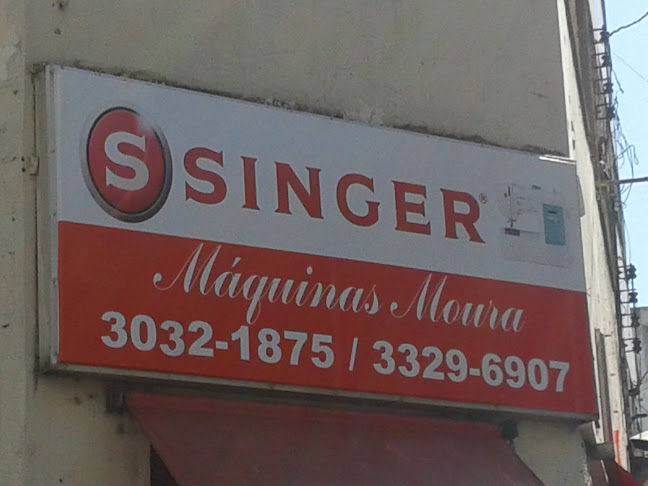 S SINGER®
Máquinas Moura
3032-1875 / 3329-6907